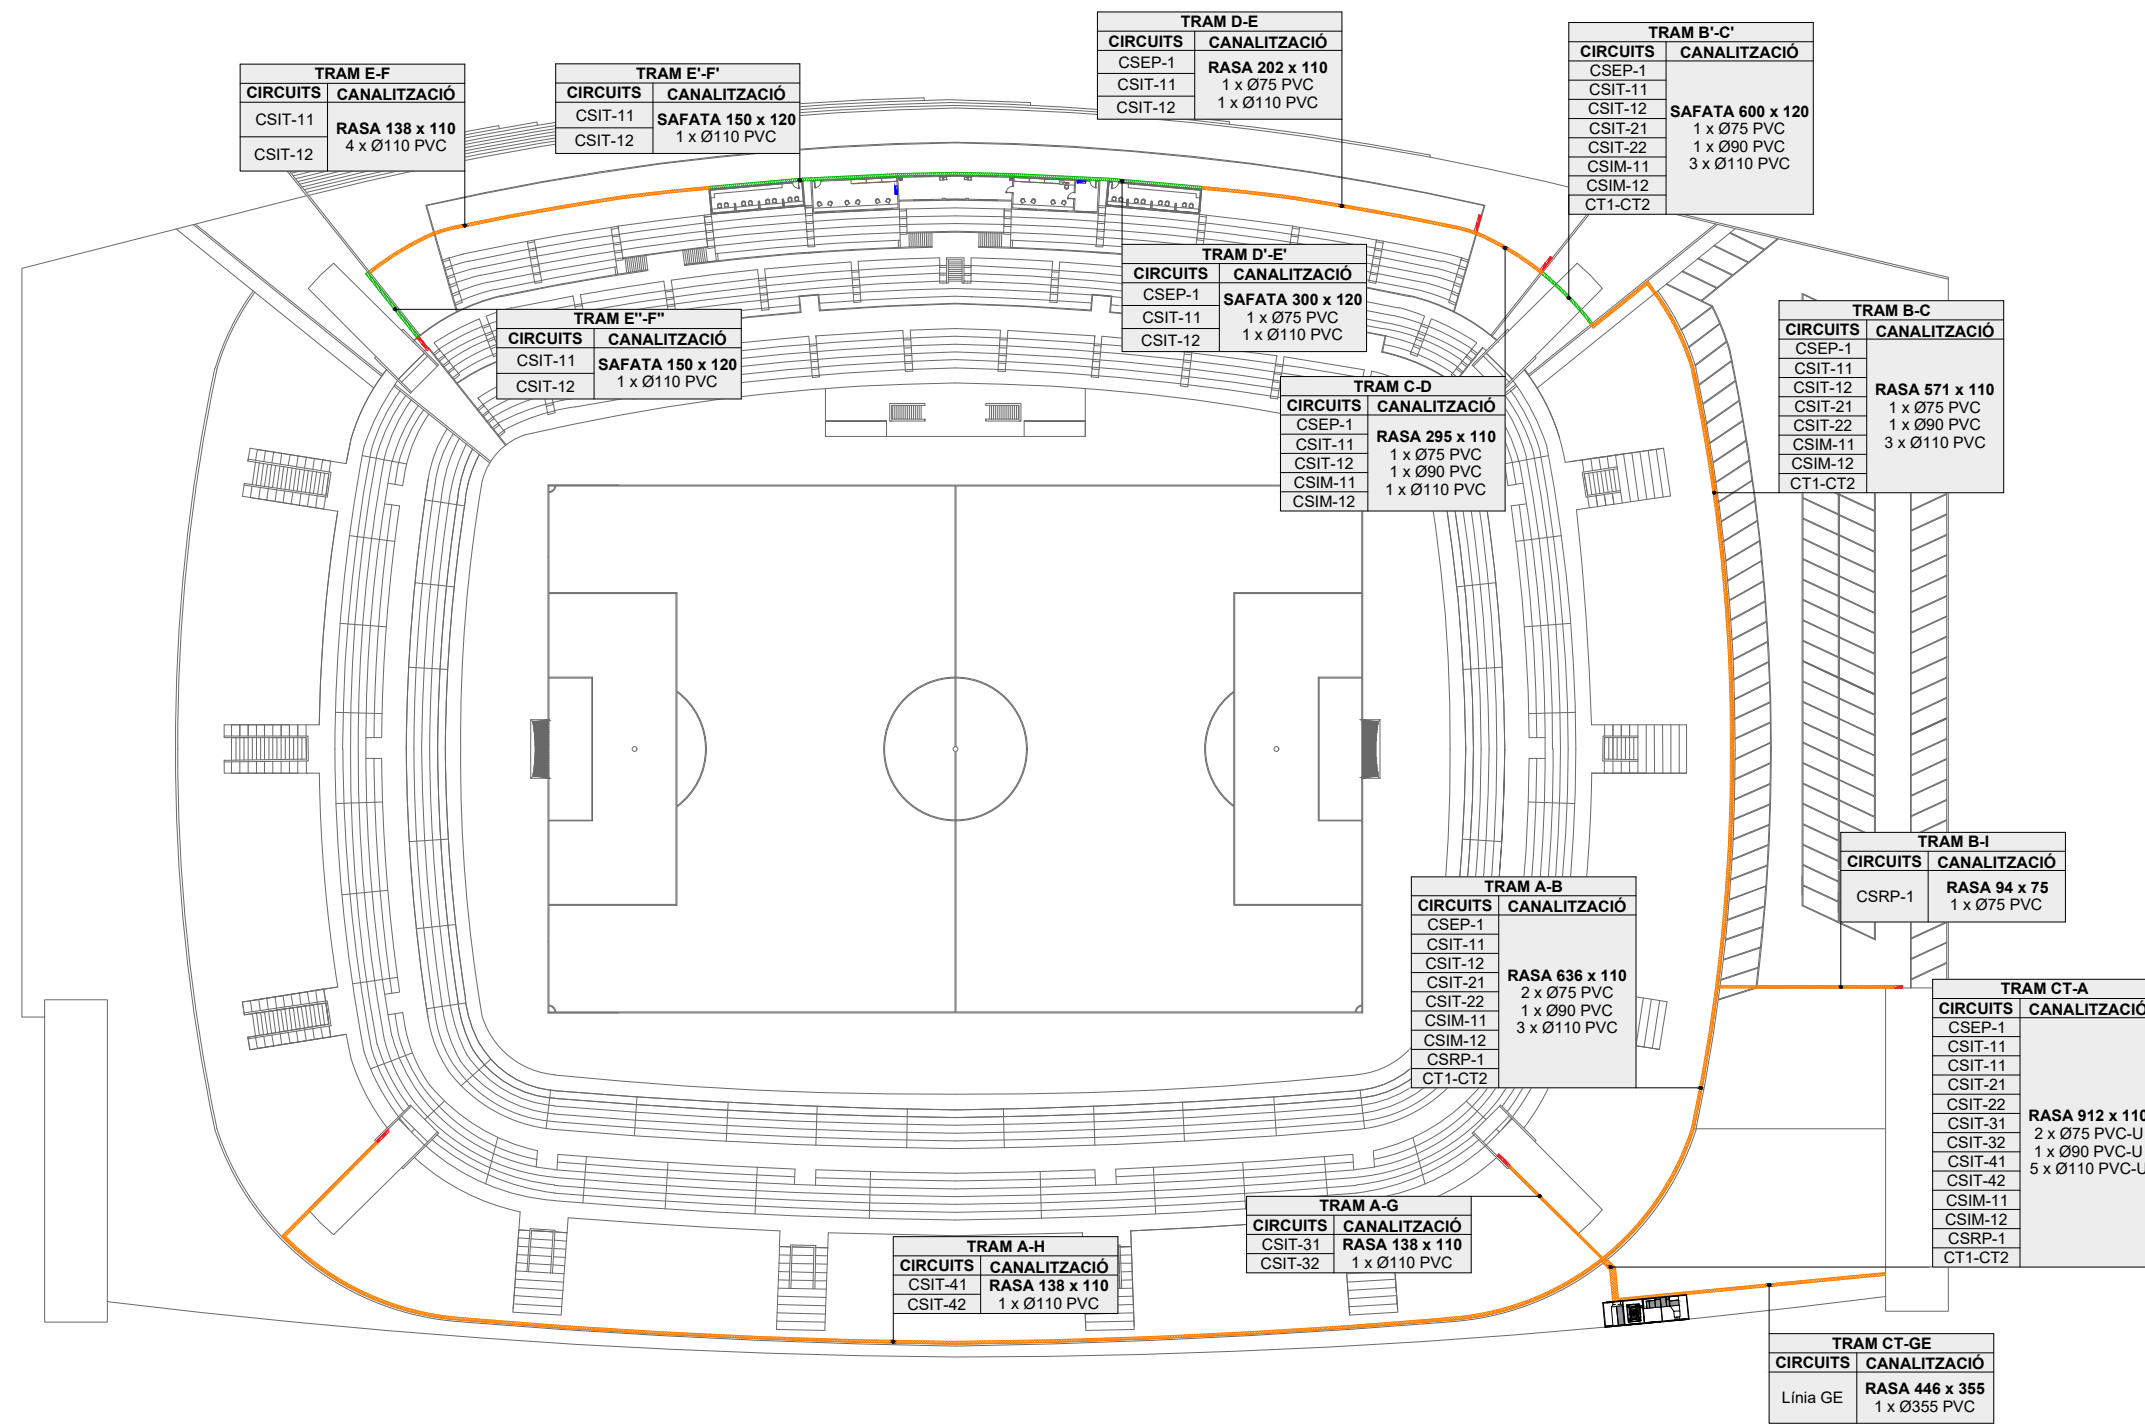 TRAM D-E
CIRCUITS CANALITZACIÓ
CSEP-1
CSIT-11
CSIT-12
RASA 202 x 110
1 x Ø75 PVC
1 x Ø110 PVC
TRAM B'-C'
CIRCUITS CANALITZACIÓ
CSEP-1
CSIT-11
CSIT-12
CSIT-21
CSIT-22
CSIM-11
CSIM-12
CT1-CT2
SAFATA 600 x 120
1 x Ø75 PVC
1 x Ø90 PVC
3 x Ø110 PVC
TRAM E-F
CIRCUITS CANALITZACIÓ
CSIT-11
CSIT-12
RASA 138 x 110
4 x Ø110 PVC
TRAM E'-F'
CIRCUITS CANALITZACIÓ
CSIT-11
CSIT-12
SAFATA 150 x 120
1 x Ø110 PVC
TRAM D'-E'
CIRCUITS CANALITZACIÓ
CSEP-1
CSIT-11
CSIT-12
SAFATA 300 x 120
1 x Ø75 PVC
1 x Ø110 PVC
TRAM E''-F''
CIRCUITS CANALITZACIÓ
CSIT-11
CSIT-12
SAFATA 150 x 120
1 x Ø110 PVC
TRAM B-C
CIRCUITS CANALITZACIÓ
CSEP-1
CSIT-11
CSIT-12
CSIT-21
CSIT-22
CSIM-11
CSIM-12
CT1-CT2
RASA 571 x 110
1 x Ø75 PVC
1 x Ø90 PVC
3 x Ø110 PVC
TRAM C-D
CIRCUITS CANALITZACIÓ
CSEP-1
CSIT-11
CSIT-12
CSIM-11
CSIM-12
RASA 295 x 110
1 x Ø75 PVC
1 x Ø90 PVC
1 x Ø110 PVC
TRAM B-I
CIRCUITS CANALITZACIÓ
CSRP-1
RASA 94 x 75
1 x Ø75 PVC
TRAM A-B
CIRCUITS CANALITZACIÓ
CSEP-1
CSIT-11
CSIT-12
CSIT-21
CSIT-22
CSIM-11
CSIM-12
CSRP-1
CT1-CT2
RASA 636 x 110
2 x Ø75 PVC
1 x Ø90 PVC
3 x Ø110 PVC
TRAM CT-A
CIRCUITS CANALITZACIÓ
CSEP-1
CSIT-11
CSIT-11
CSIT-21
CSIT-22
CSIT-31
CSIT-32
CSIT-41
CSIT-42
CSIM-11
CSIM-12
CSRP-1
CT1-CT2
RASA 912 x 110
2 x Ø75 PVC-U
1 x Ø90 PVC-U
5 x Ø110 PVC-U
TRAM A-G
CIRCUITS CANALITZACIÓ
CSIT-31
CSIT-32
RASA 138 x 110
1 x Ø110 PVC
TRAM A-H
CIRCUITS CANALITZACIÓ
CSIT-41
CSIT-42
RASA 138 x 110
1 x Ø110 PVC
TRAM CT-GE
CIRCUITS CANALITZACIÓ
Línia GE
RASA 446 x 355
1 x Ø355 PVC